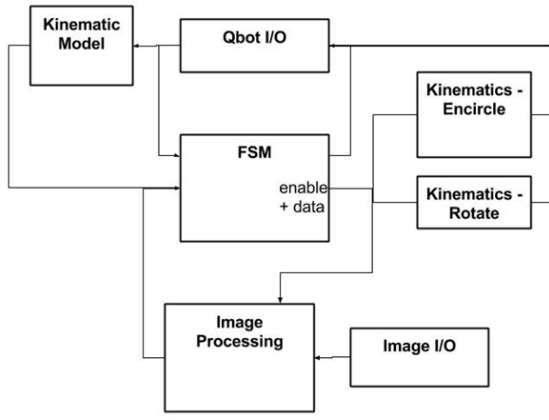 Kinematic
Model
Qbot I/O
Kinematics -
Encircle
FSM
enable
+ data
Kinematics -
Rotate
Image
Processing
Image I/O